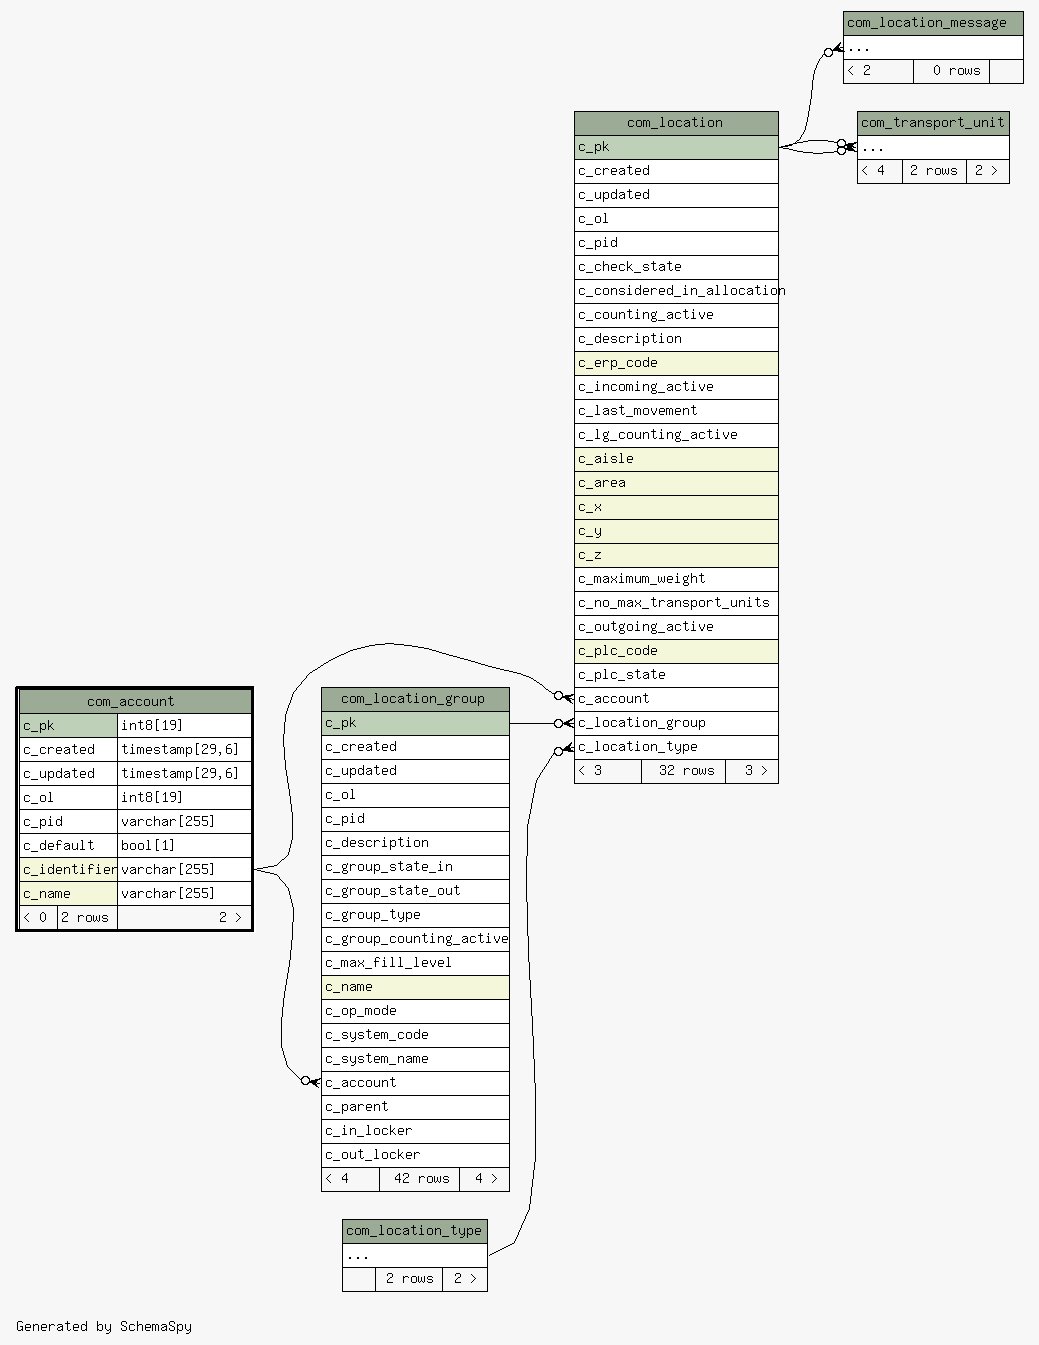 com_location_message
...
< 2 0 rows
com_transport_unit
...
< 4 2 rows 2 >
com_location
c_pk
c_created
c_updated
c_ol
c_pid
c_check_state
c_considered_in_allocation
c_counting_active
c_description
c_erp_code
c_incoming_active
c_last_movement
c_lg_counting_active
c_aisle
c_area
c_x
c_y
c_z
c_maximum_weight
c_no_max_transport_units
c_outgoing_active
c_plc_code
c_plc_state
c_account
c_location_group
c_location_type
< 3 32 rows 3 >
com_account
c_pk int8[19]
c_created timestamp[29,6]
c_updated timestamp[29,6]
c_ol int8[19]
c_pid varchar[255]
c_default bool[1]
c_identifier varchar[255]
c_name varchar[255]
< 0 2 rows 2 >
com_location_group
c_pk
c_created
c_updated
c_ol
c_pid
c_description
c_group_state_in
c_group_state_out
c_group_type
c_group_counting_active
c_max_fill_level
c_name
c_op_mode
c_system_code
c_system_name
c_account
c_parent
c_in_locker
c_out_locker
< 4 42 rows 4 >
com_location_type
...
2 rows 2 >
Generated by SchemaSpy